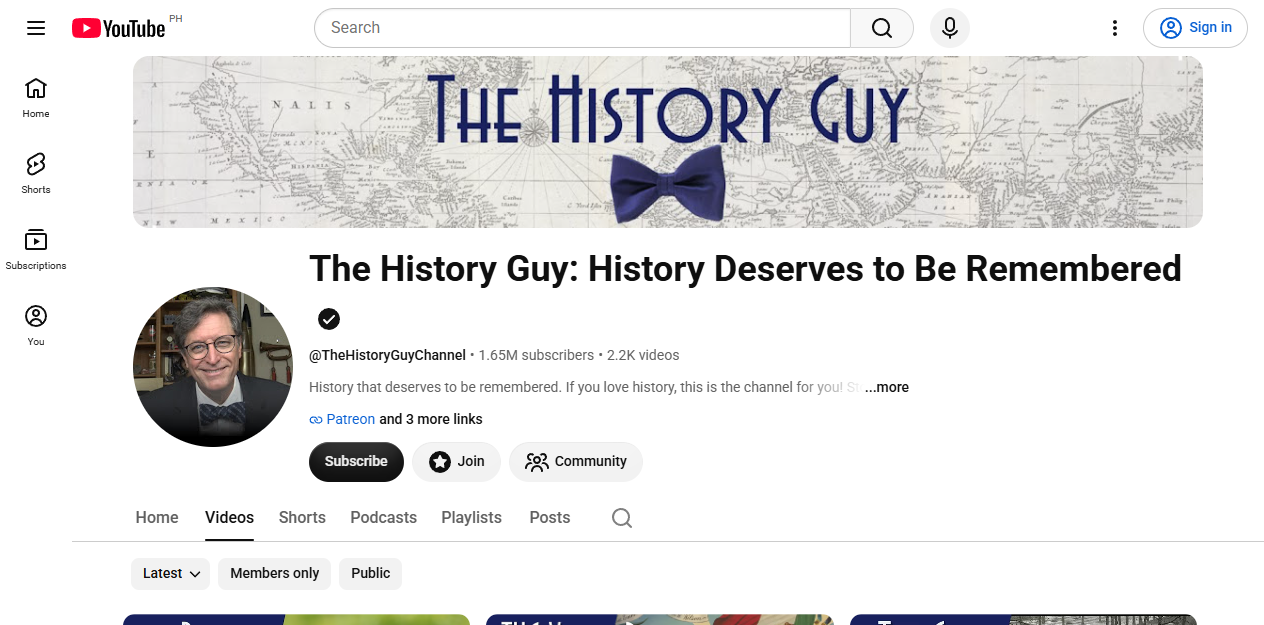 YouTube PH
Search
Sign in
THE HISTORY GUY
NALIS
MEXICO
Home
Shorts
Subscriptions
You
The History Guy: History Deserves to Be Remembered
@TheHistoryGuyChannel • 1.65M subscribers • 2.2K videos
History that deserves to be remembered. If you love history, this is the channel for you! ...more
Patreon and 3 more links
Subscribe
Join
Community
Home Videos Shorts Podcasts Playlists Posts
Latest Members only Public